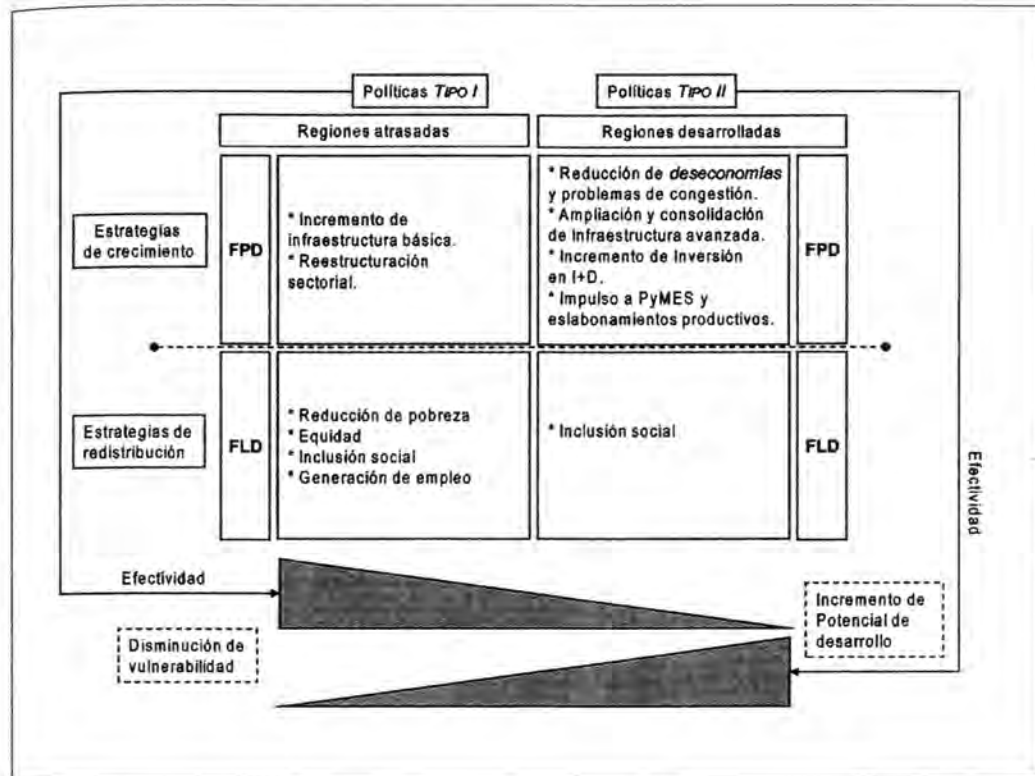 Políticas TIPO I
Políticas TIPO II
Regiones atrasadas
Regiones desarrolladas
Estrategías
de crecimiento
FPD
* Incremento de
infraestructura básica.
* Reestructuración
sectorial.
* Reducción de deseconomías
y problemas de congestión.
* Ampliación y consolidación
de infraestructura avanzada.
* Incremento de Inversión
en I+D.
* Impulso a PyMES y
eslabonamientos productivos.
FPD
Estrategías de
redistribución
FLD
* Reducción de pobreza
* Equidad
* Inclusión social
* Generación de empleo
* Inclusión social
FLD
Efectividad
Efectividad
Disminución de
vulnerabilidad
Incremento de
Potencial de
desarrollo